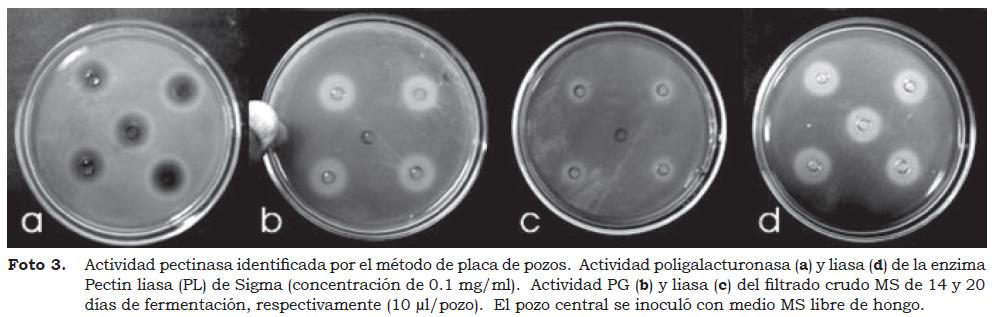 a
b
c
d
Foto 3. Actividad pectinasa identificada por el método de placa de pozos. Actividad poligalacturonasa (a) y liasa (d) de la enzima
Pectin liasa (PL) de Sigma (concentración de 0.1 mg/ml). Actividad PG (b) y liasa (c) del filtrado crudo MS de 14 y 20
días de fermentación, respectivamente (10 µl/pozo). El pozo central se inoculó con medio MS libre de hongo.